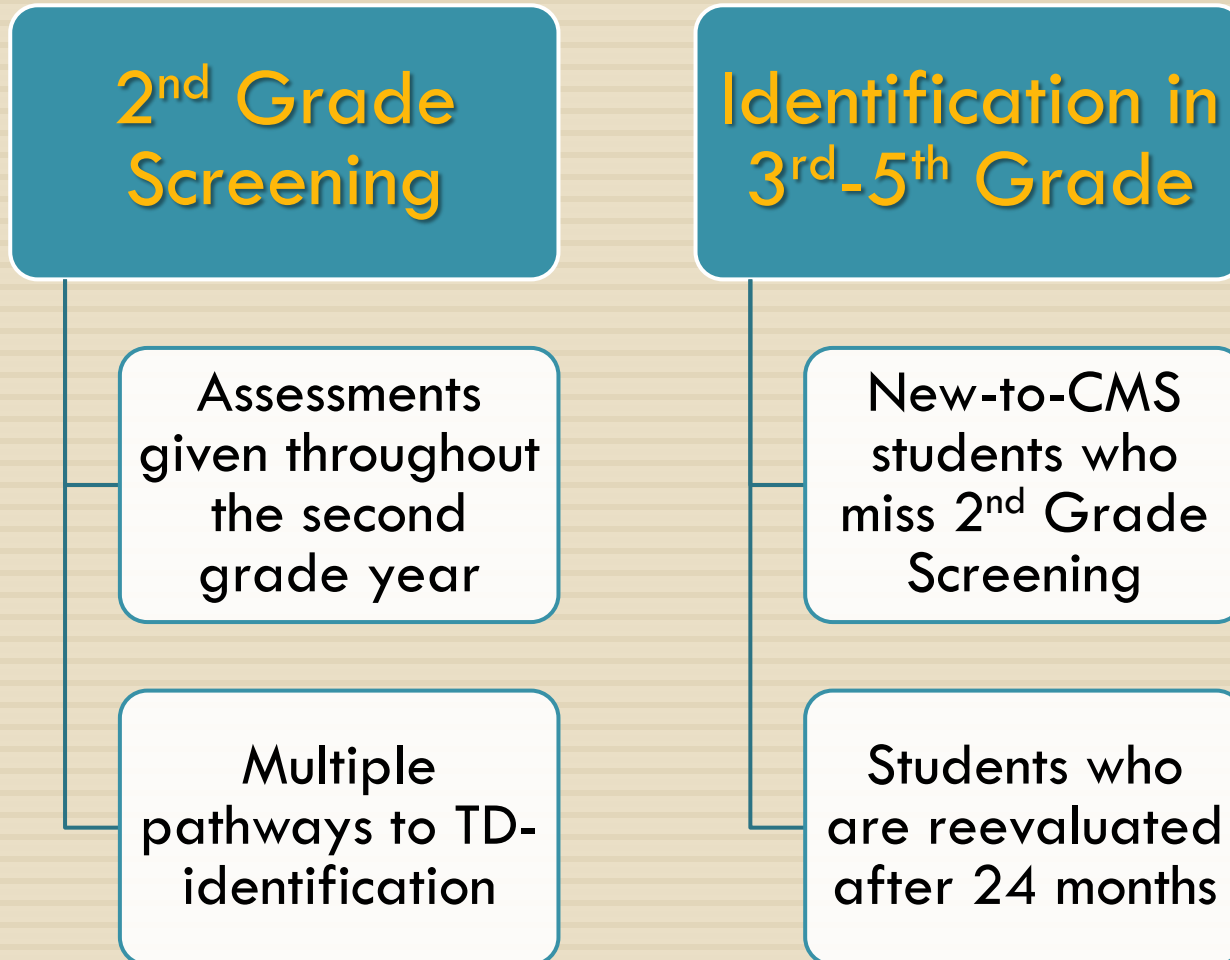 2nd Grade
Screening
Assessments
given throughout
the second
grade year
Multiple
pathways to TD-
identification
Identification in
3rd-5th Grade
New-to-CMS
students who
miss 2nd Grade
Screening
Students who
are reevaluated
after 24 months